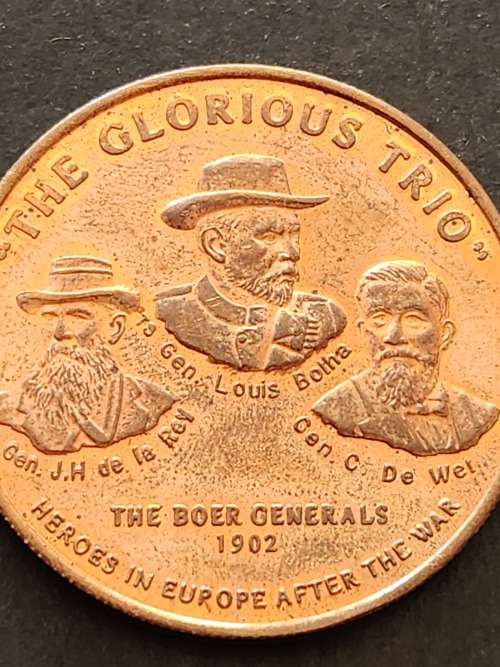 "THE GLORIOUS TRIO"
Gen. Louis Botha
Gen. J.H de la Rey
Gen. C. De Wet
THE BOER GENERALS
1902
HEROES IN EUROPE AFTER THE WAR